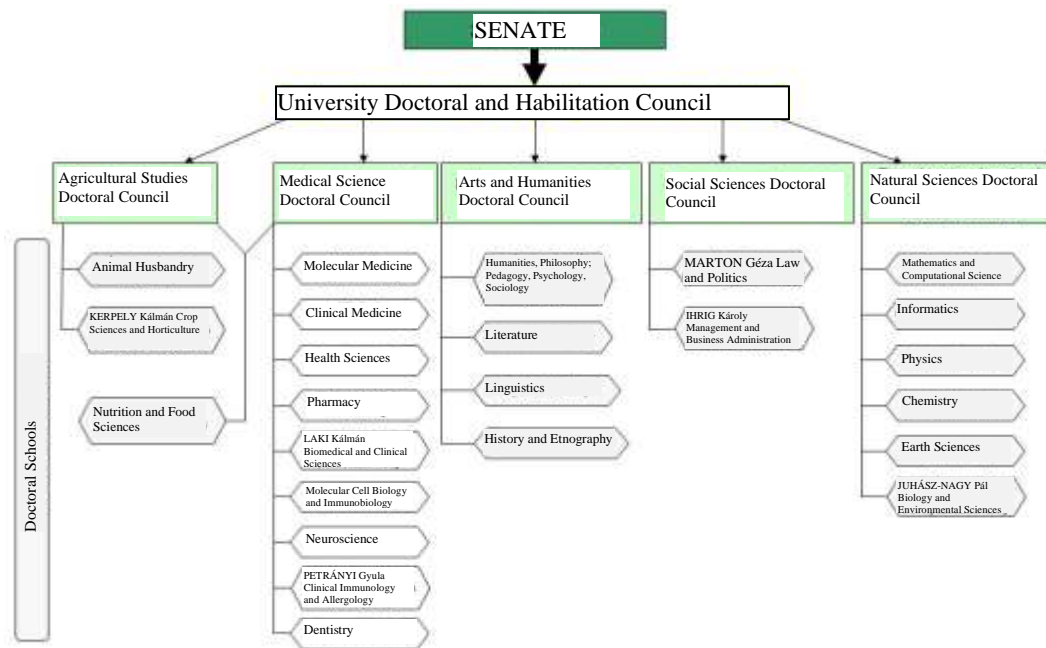 SENATE
University Doctoral and Habilitation Council
Agricultural Studies
Doctoral Council
Medical Science
Doctoral Council
Arts and Humanities
Doctoral Council
Social Sciences Doctoral
Council
Natural Sciences Doctoral
Council
Doctoral Schools
Animal Husbandry
KERPELY Kálmán Crop
Sciences and Horticulture
Nutrition and Food
Sciences
Molecular Medicine
Clinical Medicine
Health Sciences
Pharmacy
LAKI Kálmán
Biomedical and Clinical
Sciences
Molecular Cell Biology
and Immunobiology
Neuroscience
PETRÁNYI Gyula
Clinical Immunology
and Allergology
Dentistry
Humanities, Philosophy;
Pedagogy, Psychology,
Sociology
Literature
Linguistics
History and Etnography
MARTON Géza Law
and Politics
IHRIG Károly
Management and
Business Administration
Mathematics and
Computational Science
Informatics
Physics
Chemistry
Earth Sciences
JUHÁSZ-NAGY Pál
Biology and
Environmental Sciences